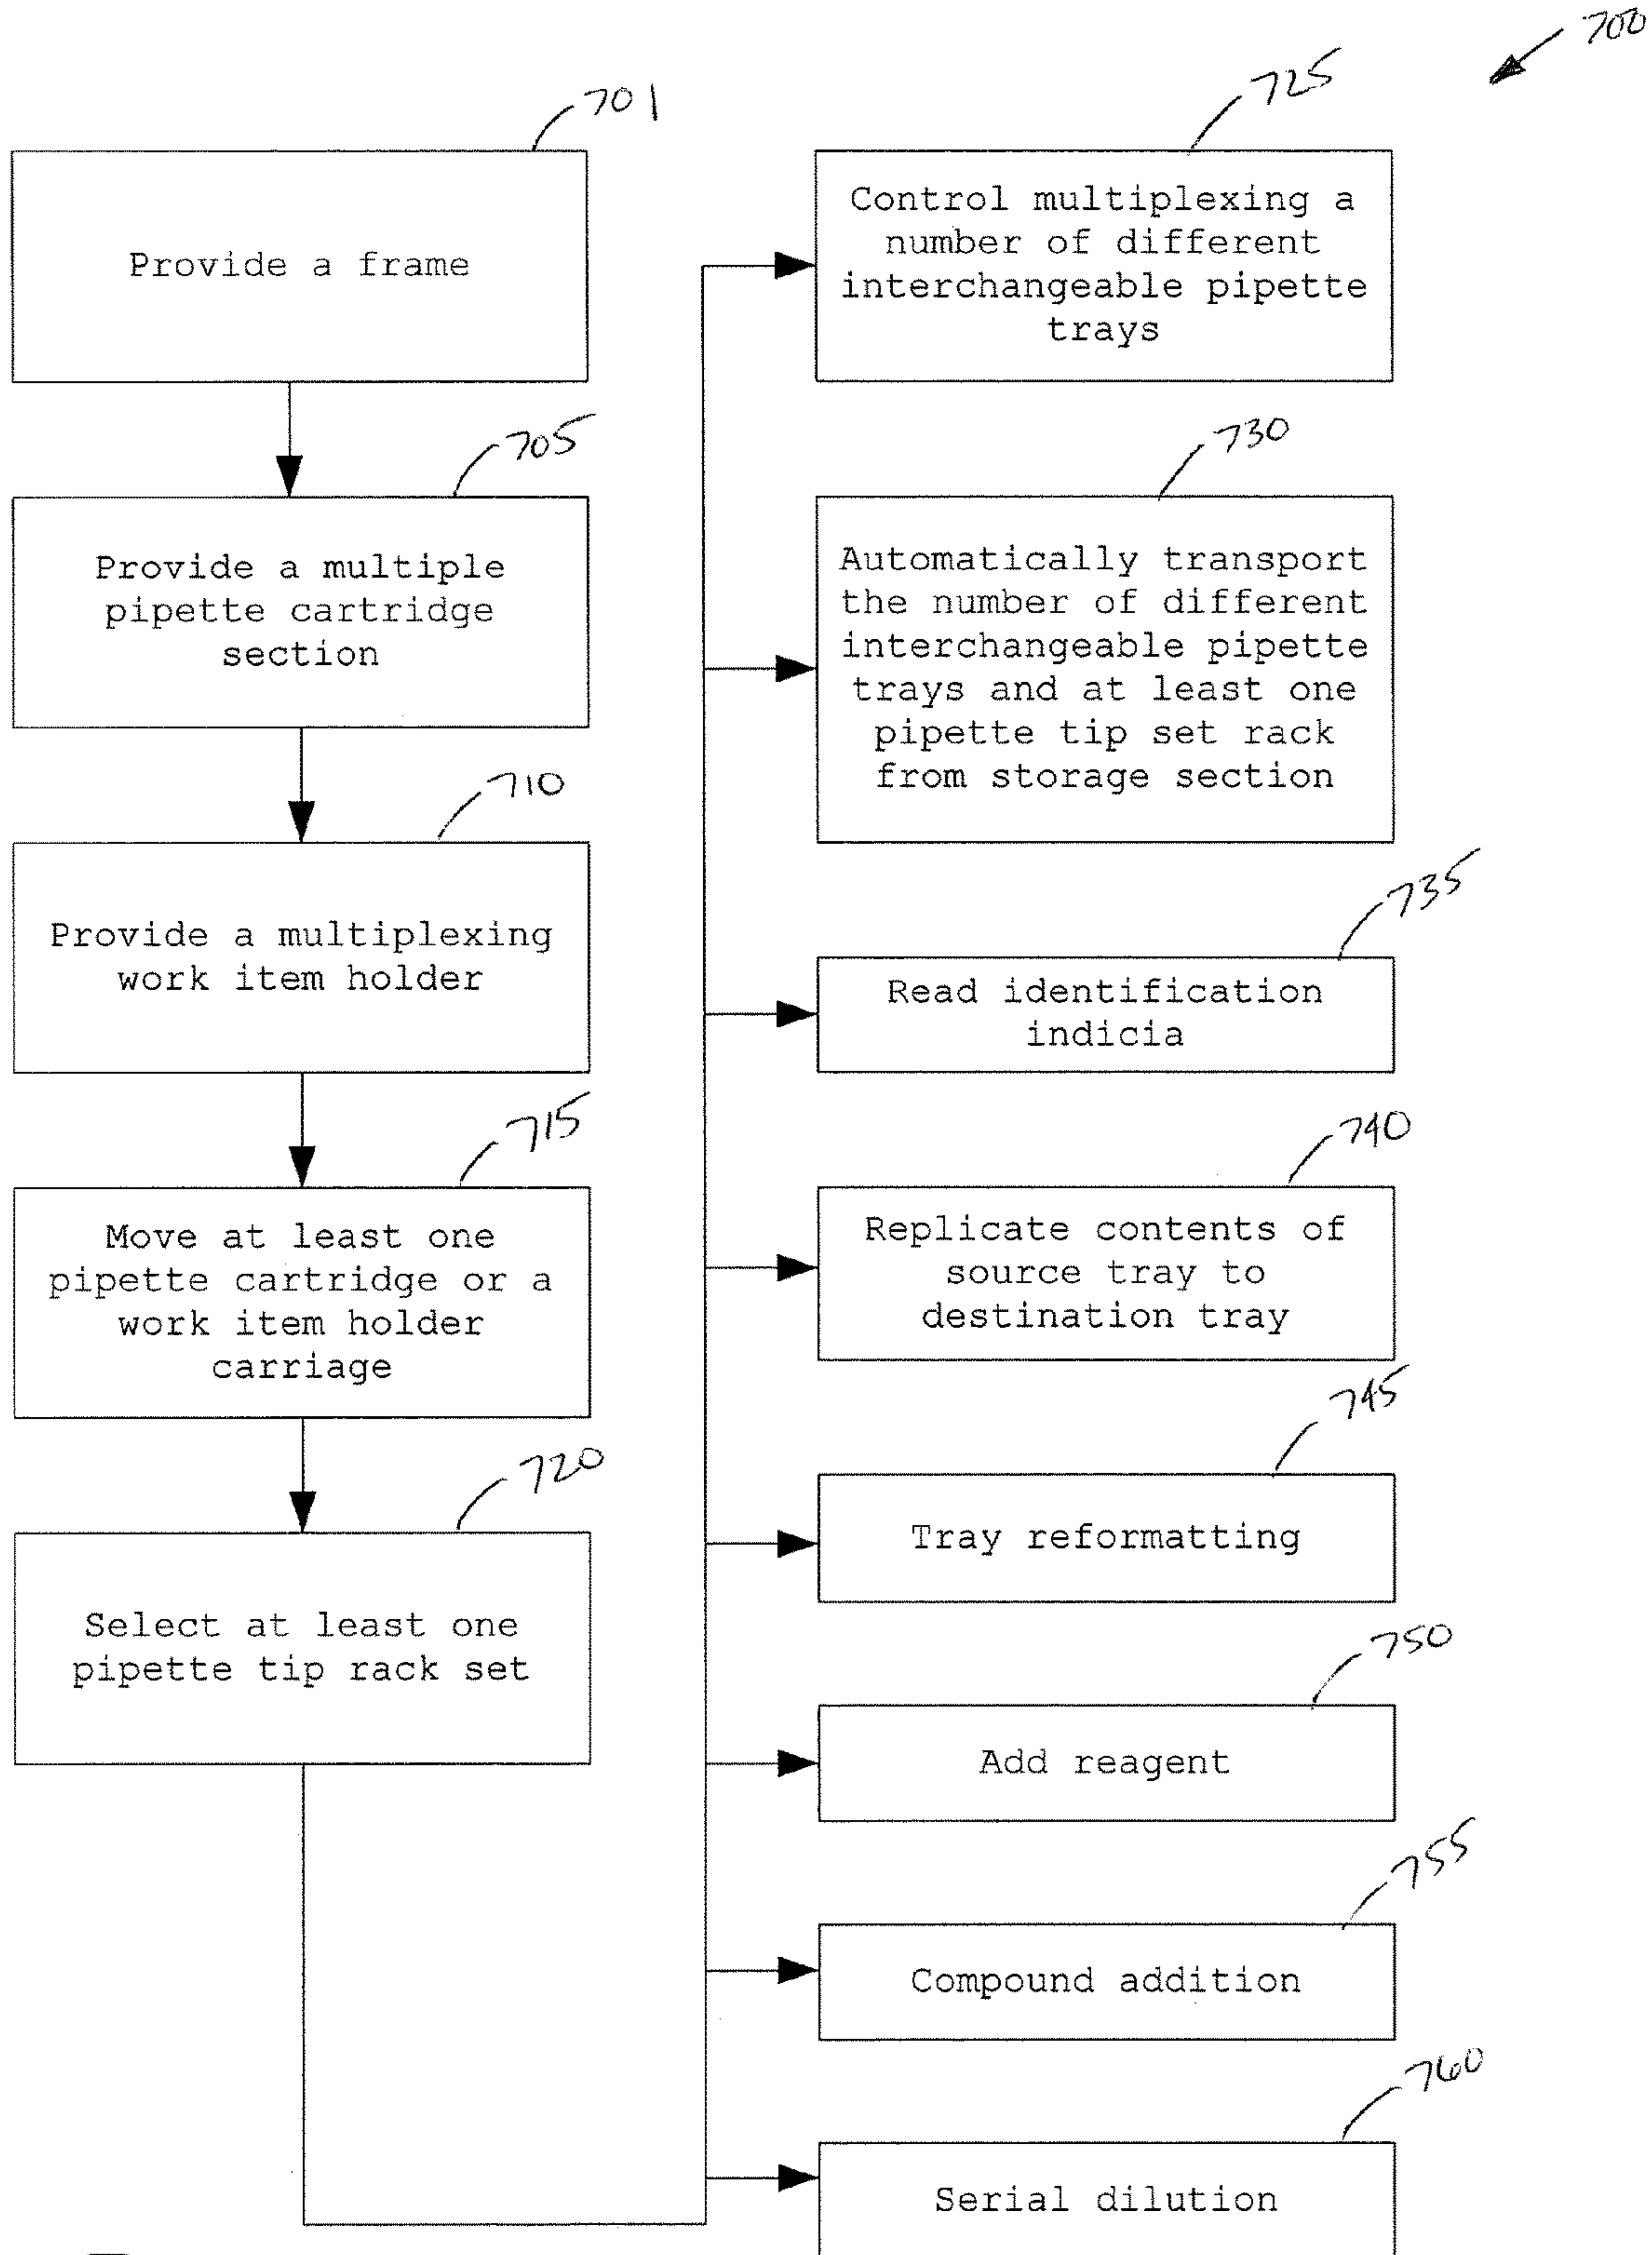 700
701
Provide a frame
705
Provide a multiple
pipette cartridge
section
710
Provide a multiplexing
work item holder
715
Move at least one
pipette cartridge or a
work item holder
carriage
720
Select at least one
pipette tip rack set
725
Control multiplexing a
number of different
interchangeable pipette
trays
730
Automatically transport
the number of different
interchangeable pipette
trays and at least one
pipette tip set rack
from storage section
735
Read identification
indicia
740
Replicate contents of
source tray to
destination tray
745
Tray reformatting
750
Add reagent
755
Compound addition
760
Serial dilution